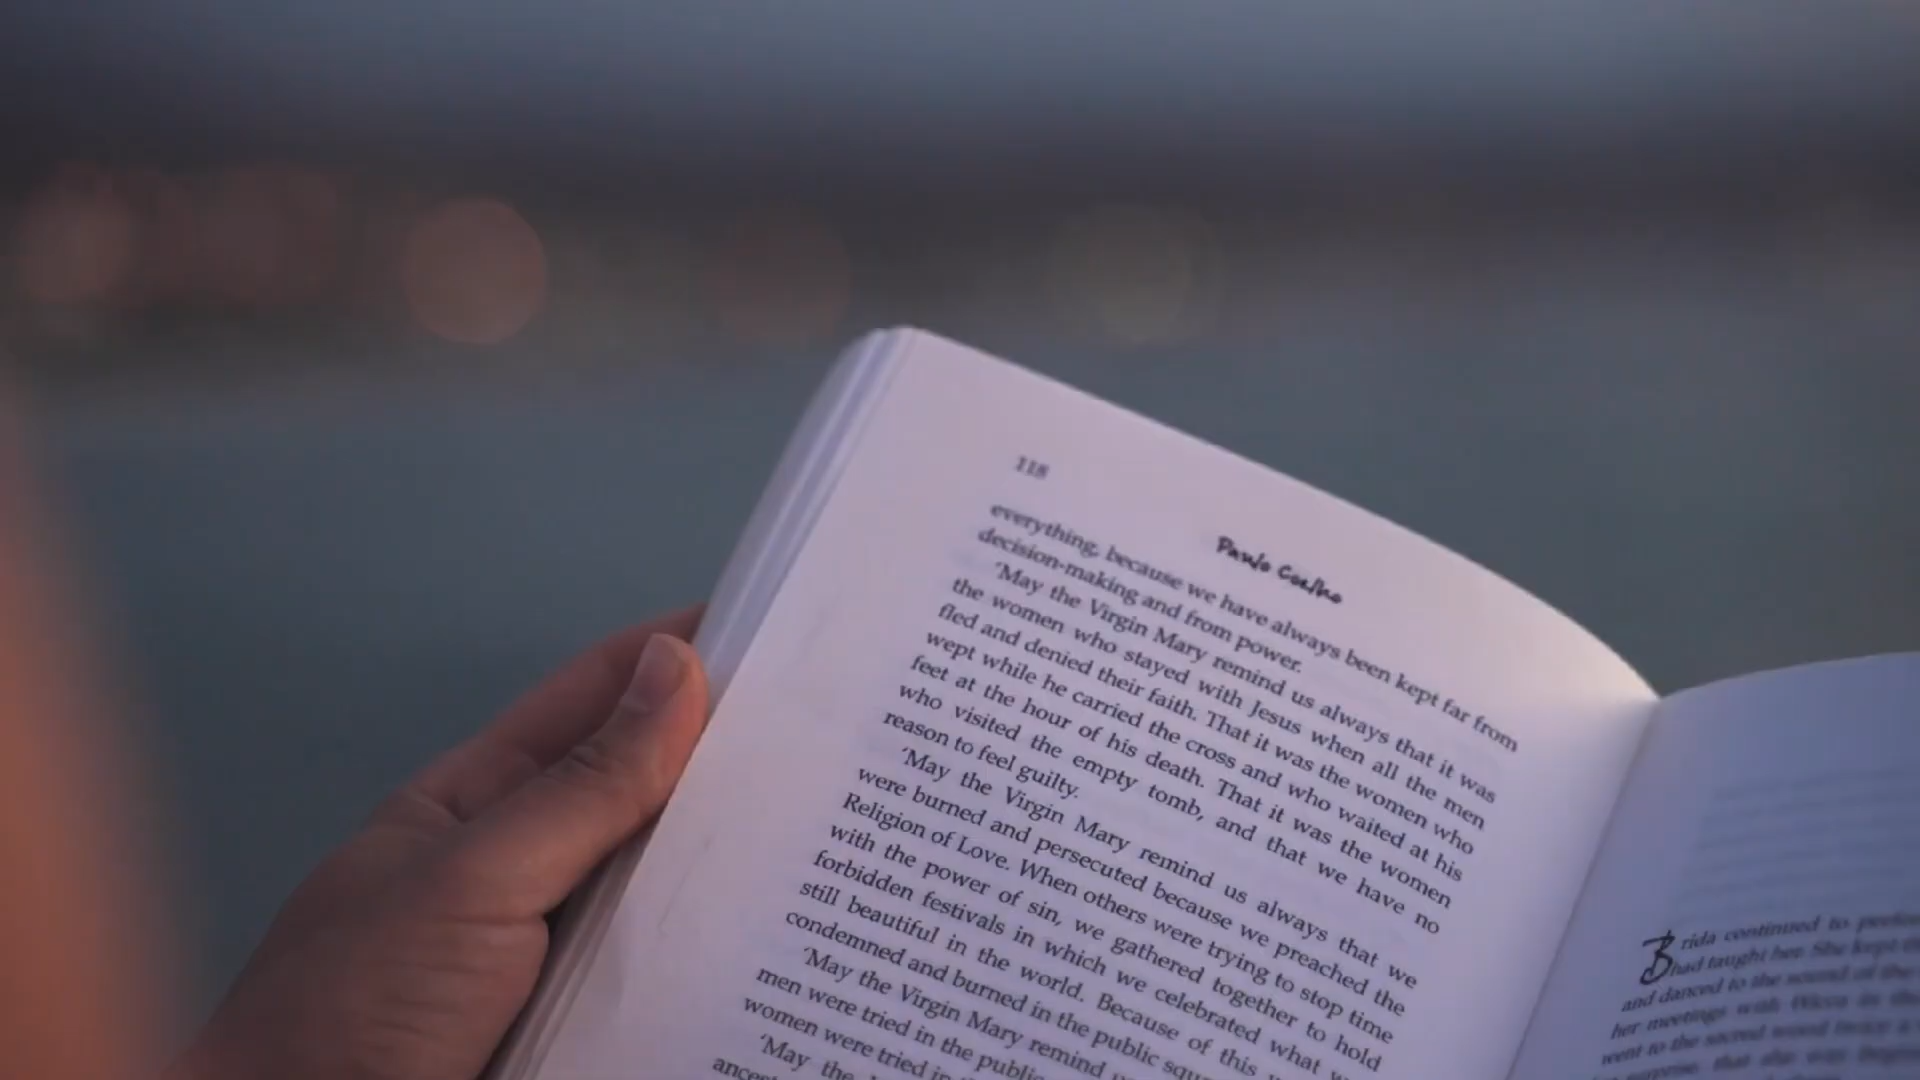 118
Paulo Coelho
everything, because we have always been kept far from
decision-making and from power.
'May the Virgin Mary remind us always that it was
the women who stayed with Jesus when all the men
fled and denied their faith. That it was the women who
wept while he carried the cross and who waited at his
feet at the hour of his death. That it was the women
who visited the empty tomb, and that we have no
reason to feel guilty.
'May the Virgin Mary remind us always that we
were burned and persecuted because we preached the
Religion of Love. When others were trying to stop time
with the power of sin, we gathered together to hold
forbidden festivals in which we celebrated what w
still beautiful in the world. Because of this w
condemned and burned in the public squ
'May the Virgin Mary remind
men were tried in the public
women were tried in
'May the
ancest
Brida continued to
had taught her. She kept
and danced to the sound of the
her meetings with Wicca in
went to the sacred wood twice a
surprise, that she was